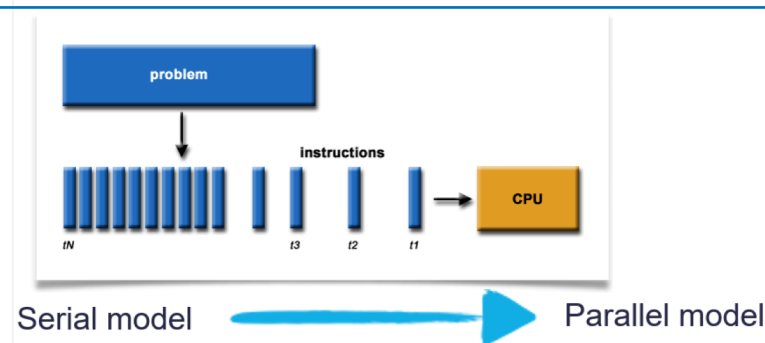 problem
instructions
CPU
tN t3 t2 t1
Serial model Parallel model